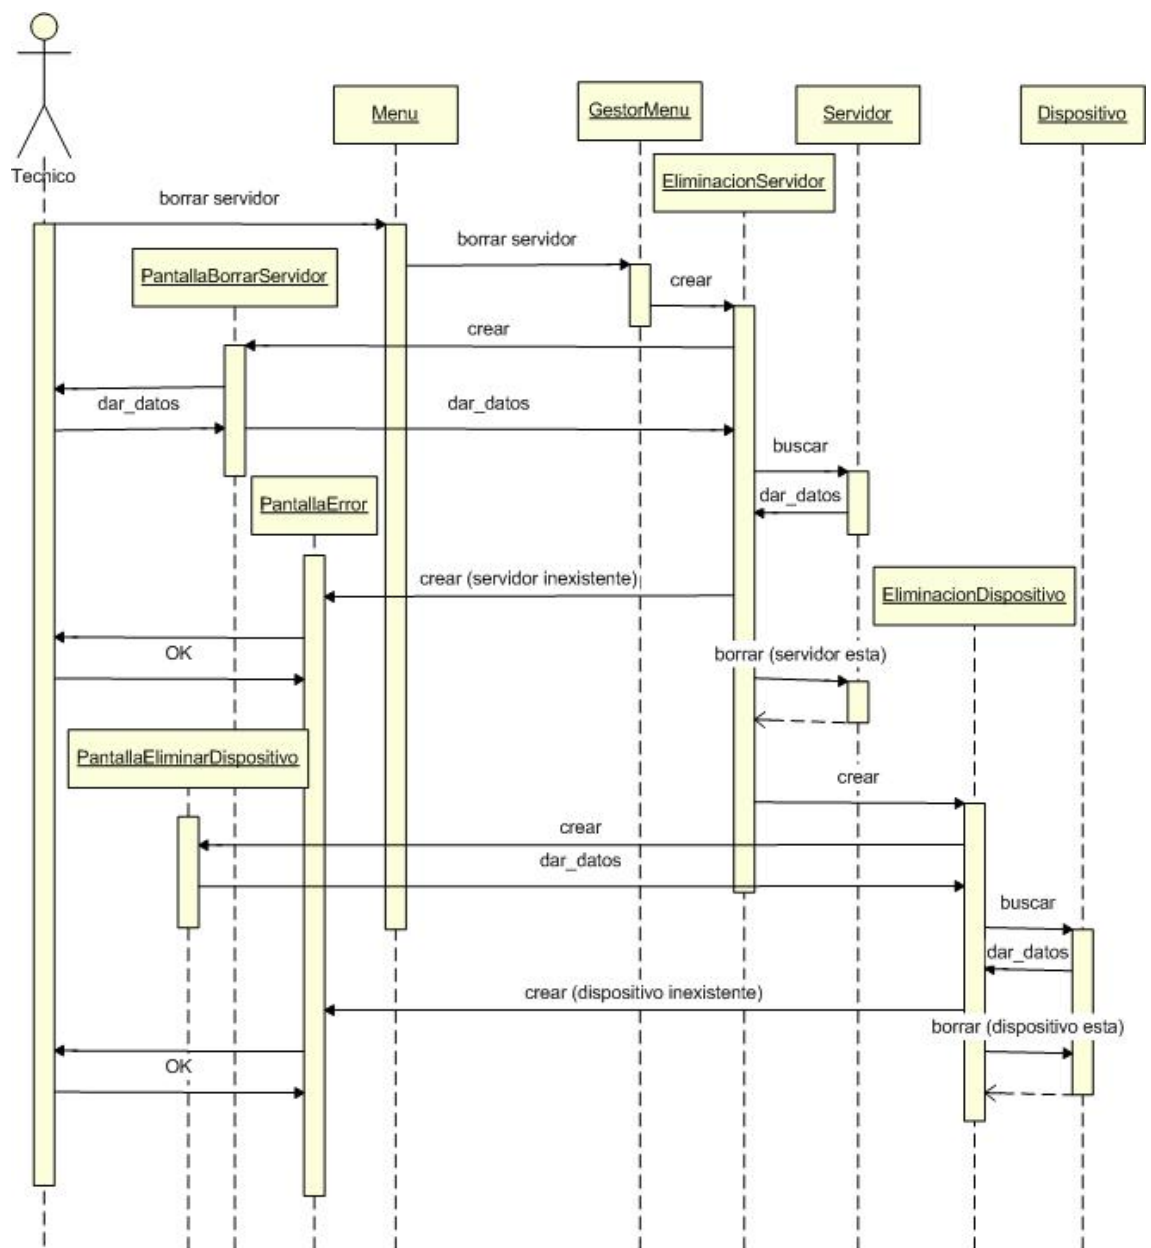 Tecnico
Menu
GestorMenu
Servidor
Dispositivo
EliminacionServidor
borrar servidor
borrar servidor
PantallaBorrarServidor
crear
crear
dar_datos
dar_datos
buscar
dar_datos
PantallaError
crear (servidor inexistente)
EliminacionDispositivo
OK
borrar (servidor esta)
PantallaEliminarDispositivo
crear
crear
dar_datos
buscar
dar_datos
crear (dispositivo inexistente)
borrar (dispositivo esta)
OK